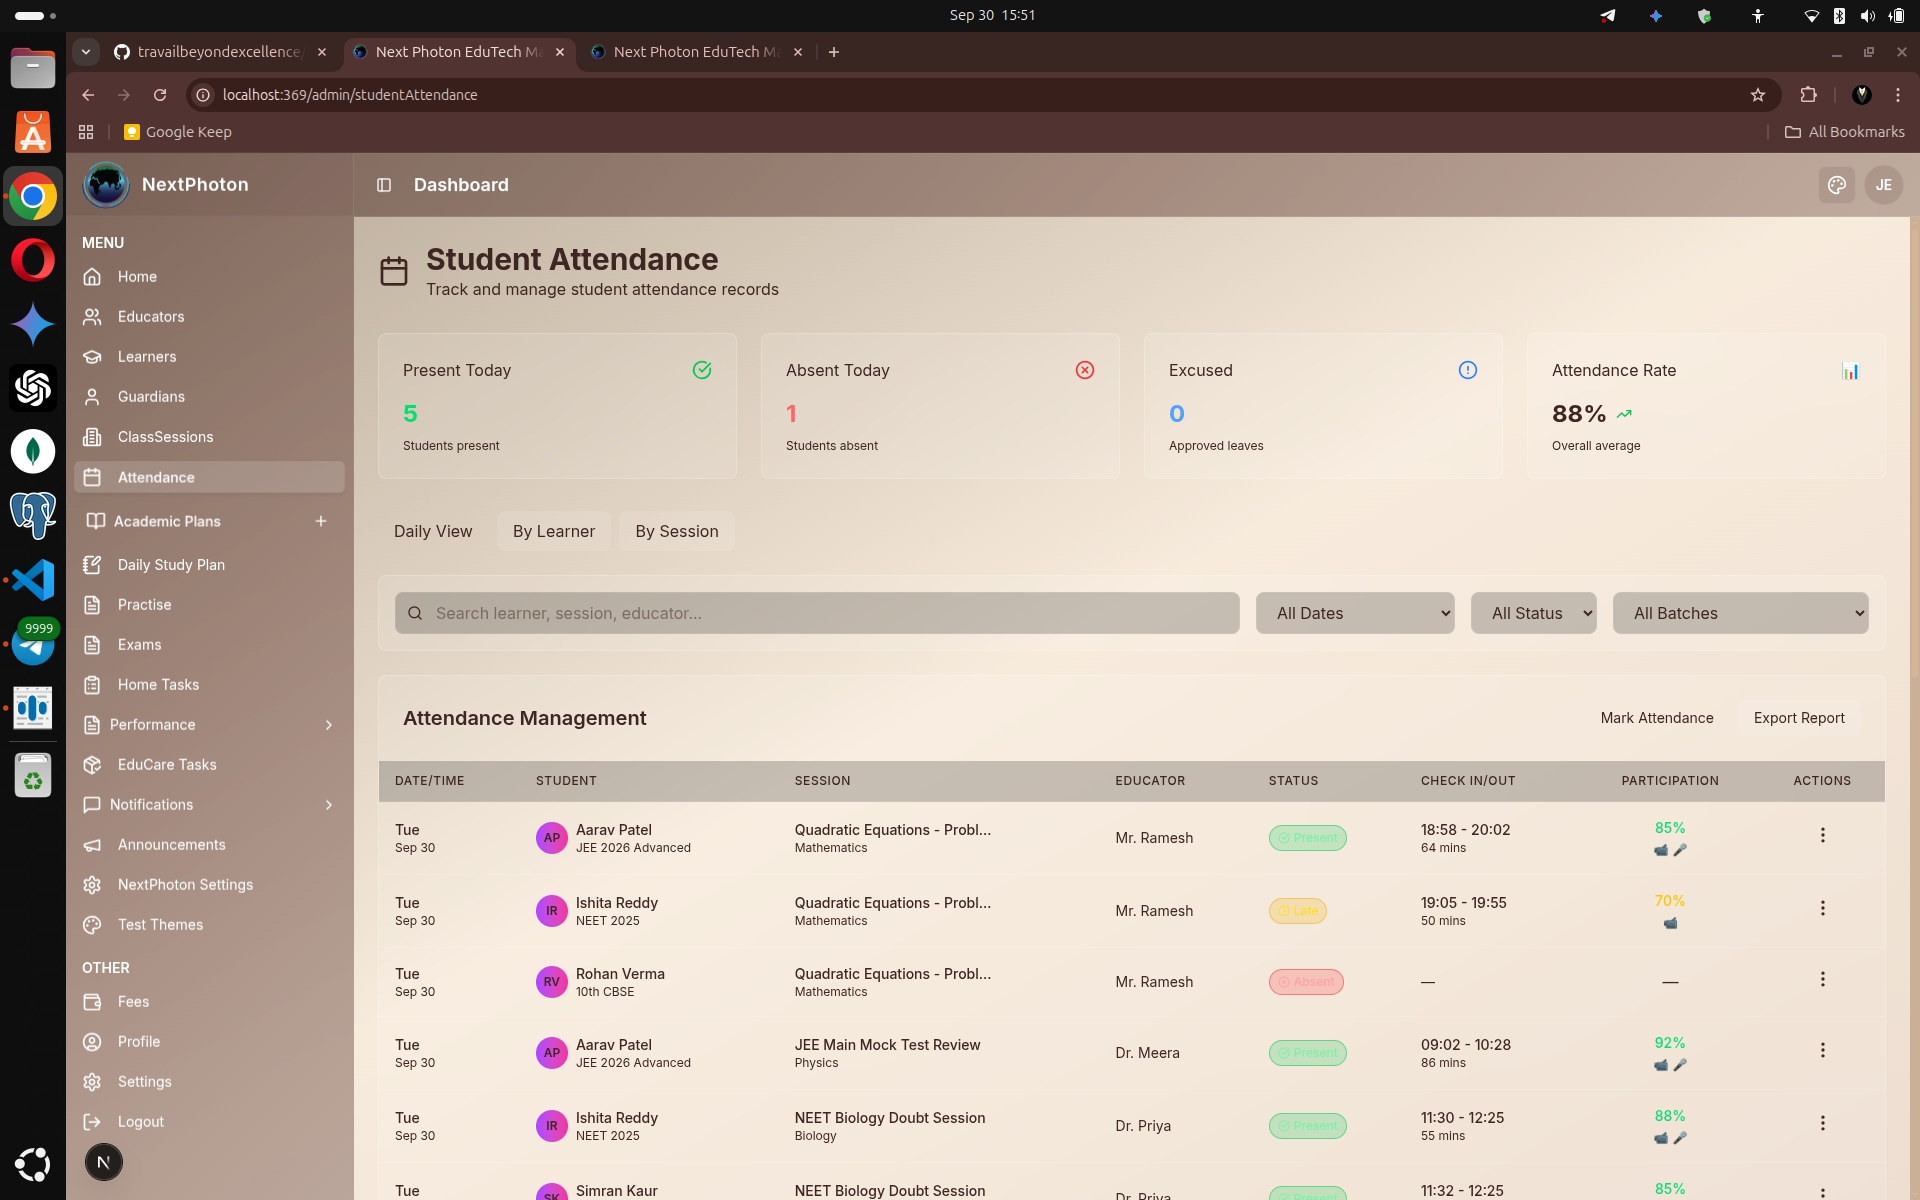 Sep 30 15:51
travailbeyondexcellence/
Next Photon EduTech Ma
Next Photon EduTech Ma
localhost:369/admin/studentAttendance
Google Keep
All Bookmarks
NextPhoton
Dashboard
JE
MENU
Home
Educators
Learners
Guardians
ClassSessions
Attendance
Academic Plans
Daily Study Plan
Practise
Exams
Home Tasks
Performance
EduCare Tasks
Notifications
Announcements
NextPhoton Settings
Test Themes
OTHER
Fees
Profile
Settings
Logout
N
9999
Student Attendance
Track and manage student attendance records
Present Today
5
Students present
Absent Today
1
Students absent
Excused
0
Approved leaves
Attendance Rate
88%
Overall average
Daily View By Learner By Session
Search learner, session, educator... All Dates All Status All Batches
Attendance Management Mark Attendance Export Report
DATE/TIME STUDENT SESSION EDUCATOR STATUS CHECK IN/OUT PARTICIPATION ACTIONS
Tue AP Aarav Patel Quadratic Equations - Probl... Mr. Ramesh Present 18:58 - 20:02 85%
Sep 30 JEE 2026 Advanced Mathematics 64 mins
Tue IR Ishita Reddy Quadratic Equations - Probl... Mr. Ramesh Late 19:05 - 19:55 70%
Sep 30 NEET 2025 Mathematics 50 mins
Tue RV Rohan Verma Quadratic Equations - Probl... Mr. Ramesh Absent — —
Sep 30 10th CBSE Mathematics
Tue AP Aarav Patel JEE Main Mock Test Review Dr. Meera Present 09:02 - 10:28 92%
Sep 30 JEE 2026 Advanced Physics 86 mins
Tue IR Ishita Reddy NEET Biology Doubt Session Dr. Priya Present 11:30 - 12:25 88%
Sep 30 NEET 2025 Biology 55 mins
Tue SK Simran Kaur NEET Biology Doubt Session Dr. Priya Present 11:32 - 12:25 85%